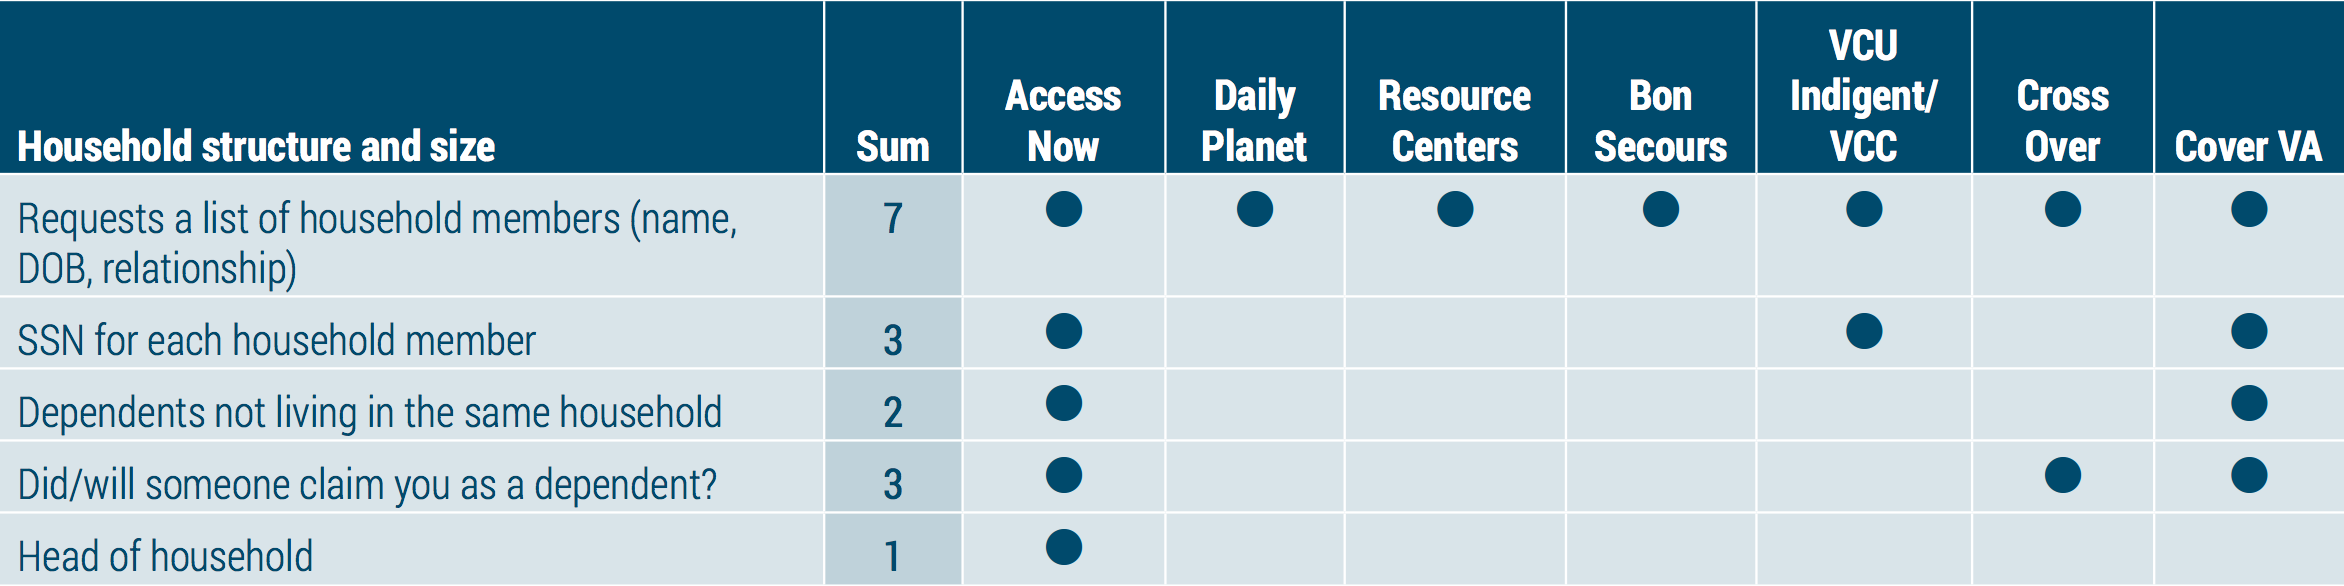 Household structure and size
Sum
Access
Now
Daily
Planet
Resource
Centers
Bon
Secours
VCU
Indigent/
VCC
Cross
Over
Cover VA
Requests a list of household members (name,
DOB, relationship)
7
SSN for each household member
3
Dependents not living in the same household
2
Did/will someone claim you as a dependent?
3
Head of household
1